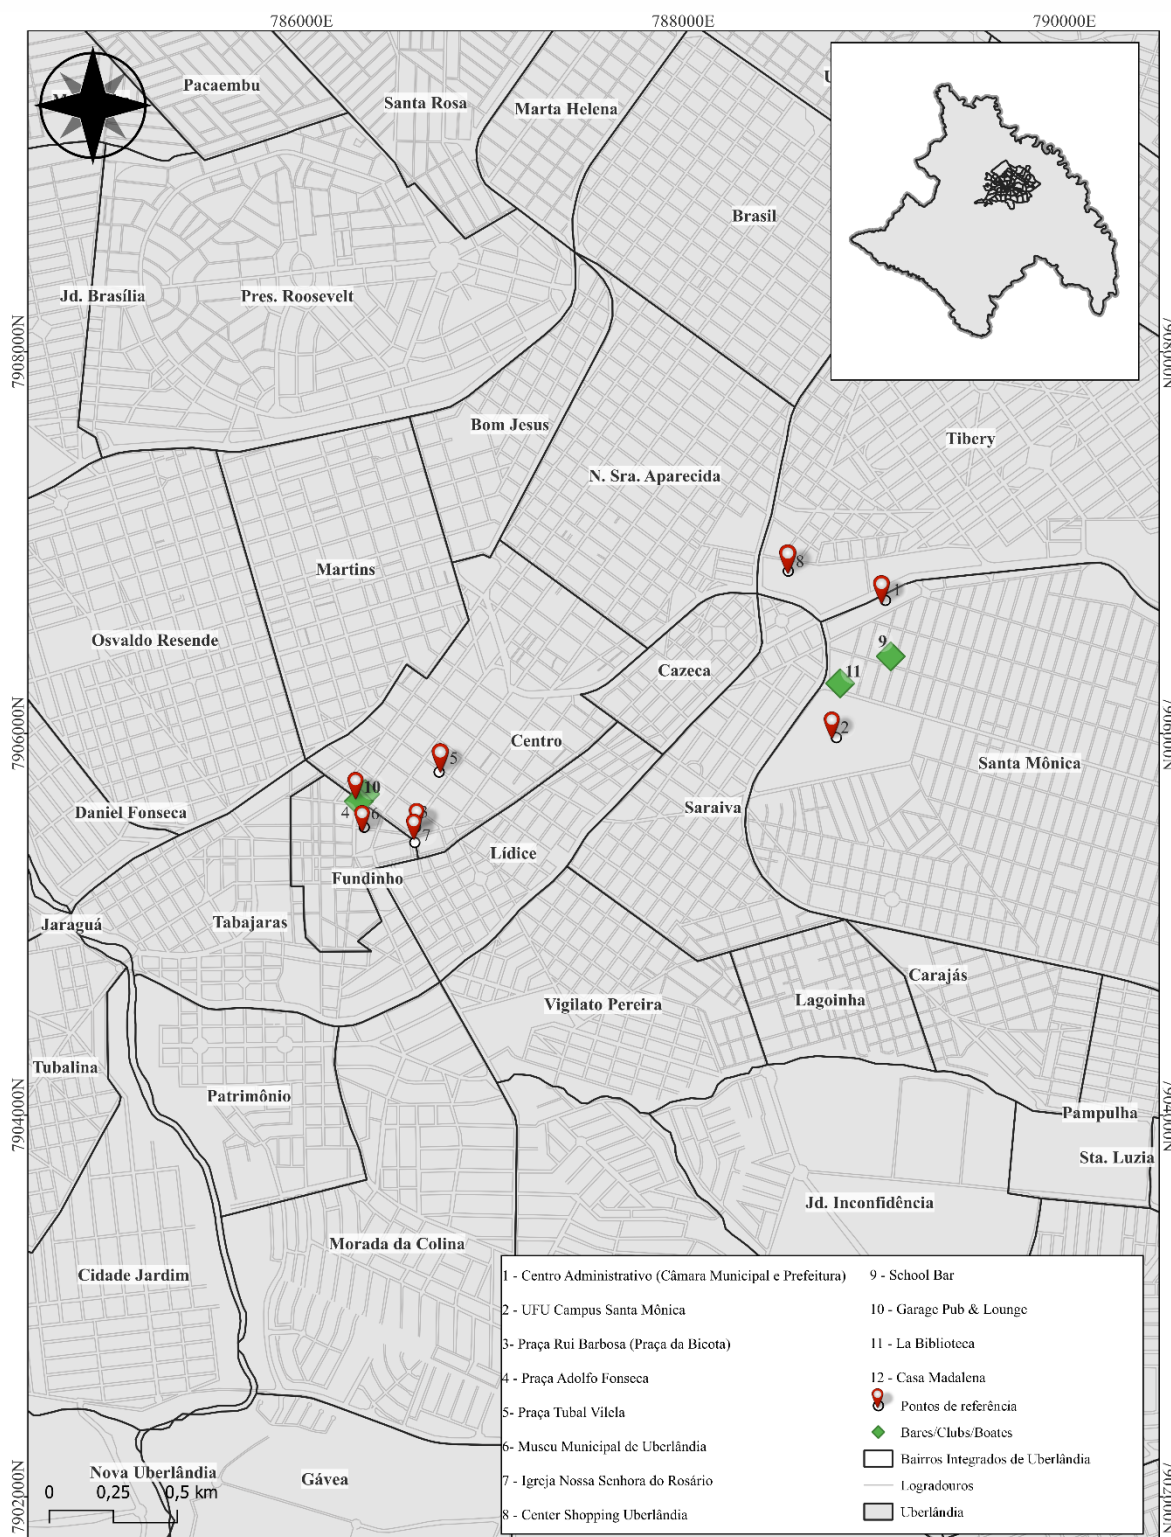 786000E
788000E
790000E
Pacaembu
Santa Rosa
Marta Helena
Brasil
Jd. Brasília
Pres. Roosevelt
7908000N
7908000N
Bom Jesus
Tibery
N. Sra. Aparecida
8
Martins
1
Osvaldo Resende
9
Cazeca
11
2
7906000N
7906000N
Centro
5
Santa Mônica
10
Daniel Fonseca
4
6
3
Saraiva
7
Lídice
Fundinho
Jaraguá
Tabajaras
Carajás
Vigilato Pereira
Lagoinha
Tubalina
Patrimônio
7904000N
7904000N
Pampulha
Sta. Luzia
Jd. Inconfidência
Morada da Colina
Cidade Jardim
1 - Centro Administrativo (Câmara Municipal e Prefeitura)
2 - UFU Campus Santa Mônica
3- Praça Rui Barbosa (Praça da Bicota)
4 - Praça Adolfo Fonseca
5- Praça Tubal Vilela
6- Museu Municipal de Uberlândia
7 - Igreja Nossa Senhora do Rosário
8 - Center Shopping Uberlândia
9 - School Bar
10 - Garage Pub & Lounge
11 - La Biblioteca
12 - Casa Madalena
Pontos de referência
Bares/Clubs/Boates
Bairros Integrados de Uberlândia
Logradouros
Uberlândia
Nova Uberlândia
Gávea
0 0,25 0,5 km
7902000N
7902000N